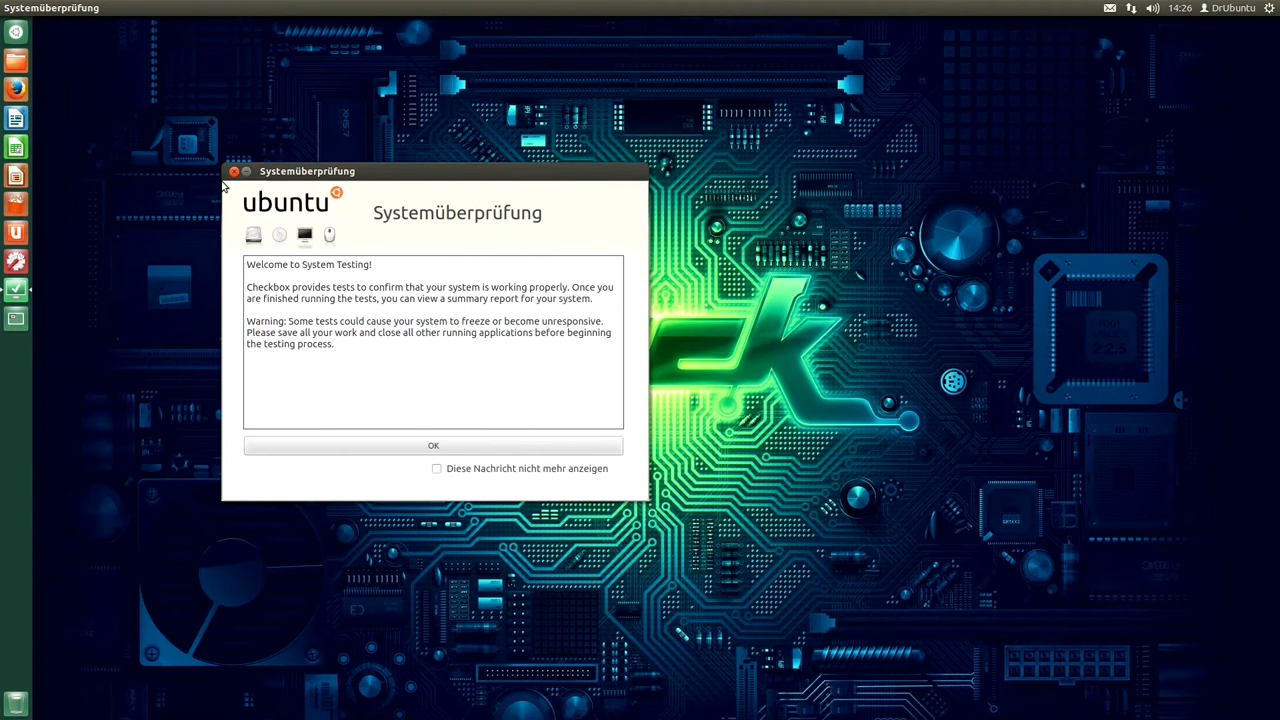 Systemüberprüfung
14:26 DrUbuntu
Systemüberprüfung
ubuntu
Systemüberprüfung
Welcome to System Testing!
Checkbox provides tests to confirm that your system is working properly. Once you
are finished running the tests, you can view a summary report for your system.
Warning: Some tests could cause your system to freeze or become unresponsive.
Please save all your work and close all other running applications before beginning
the testing process.
OK
Diese Nachricht nicht mehr anzeigen
2.2.5